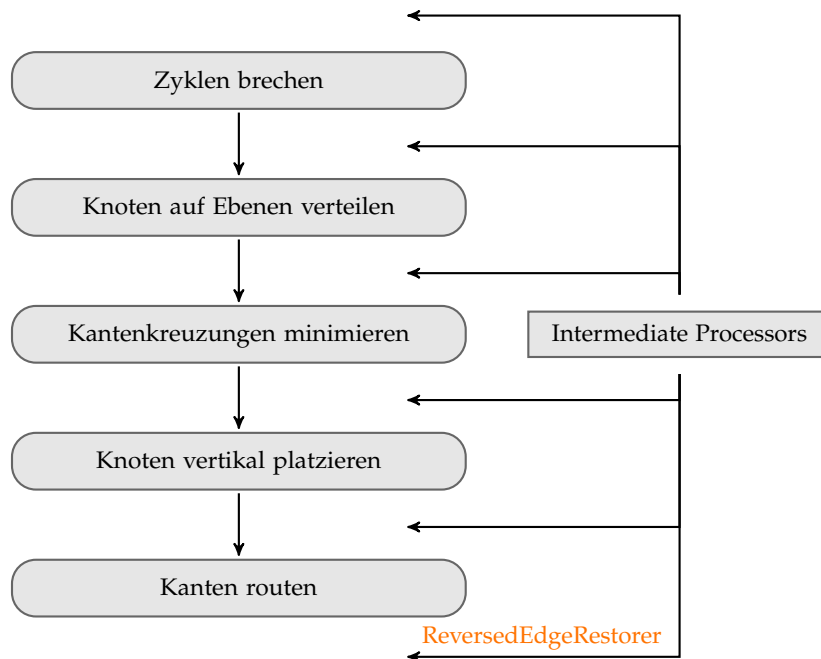 Zyklen brechen
Knoten auf Ebenen verteilen
Kantenkreuzungen minimieren
Intermediate Processors
Knoten vertikal platzieren
Kanten routen
ReversedEdgeRestorer